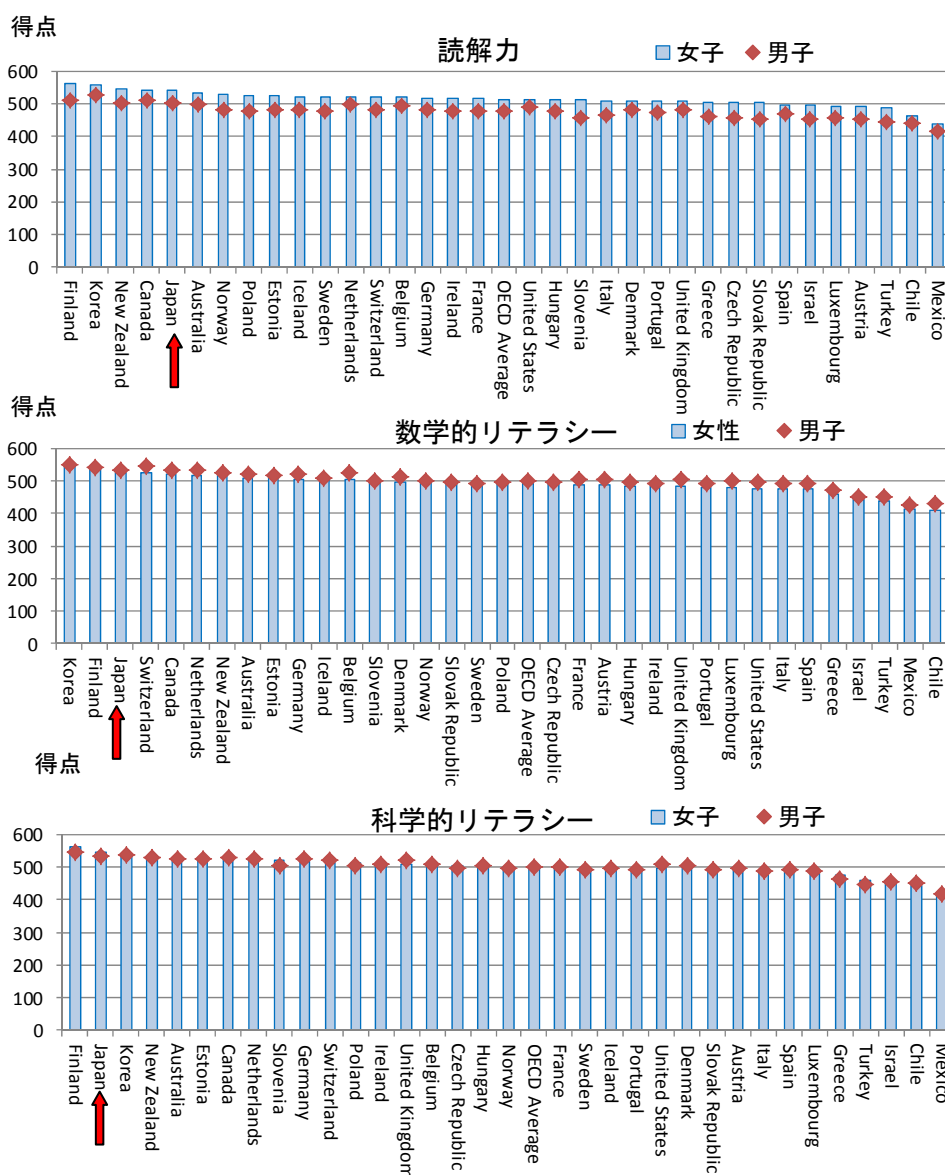 得点
読解力
女子 男子
600
500
400
300
200
100
0
Finland
Korea
New Zealand
Canada
Japan
Australia
Norway
Poland
Estonia
Iceland
Sweden
Netherlands
Switzerland
Belgium
Germany
Ireland
France
OECD Average
United States
Hungary
Slovenia
Italy
Denmark
Portugal
United Kingdom
Greece
Czech Republic
Slovak Republic
Spain
Israel
Luxembourg
Austria
Turkey
Chile
Mexico
得点
数学的リテラシー
女性 男子
600
500
400
300
200
100
0
Korea
Finland
Japan
Switzerland
Canada
Netherlands
New Zealand
Australia
Estonia
Germany
Iceland
Belgium
Slovenia
Denmark
Norway
Slovak Republic
Sweden
Poland
OECD Average
Czech Republic
France
Austria
Hungary
Ireland
United Kingdom
Portugal
Luxembourg
United States
Italy
Spain
Greece
Israel
Turkey
Mexico
Chile
得点
科学的リテラシー
女子 男子
600
500
400
300
200
100
0
Finland
Japan
Korea
New Zealand
Australia
Estonia
Canada
Netherlands
Slovenia
Germany
Switzerland
Poland
Ireland
United Kingdom
Belgium
Czech Republic
Hungary
Norway
OECD Average
France
Sweden
Iceland
Portugal
United States
Denmark
Slovak Republic
Austria
Italy
Spain
Luxembourg
Greece
Turkey
Israel
Chile
Mexico